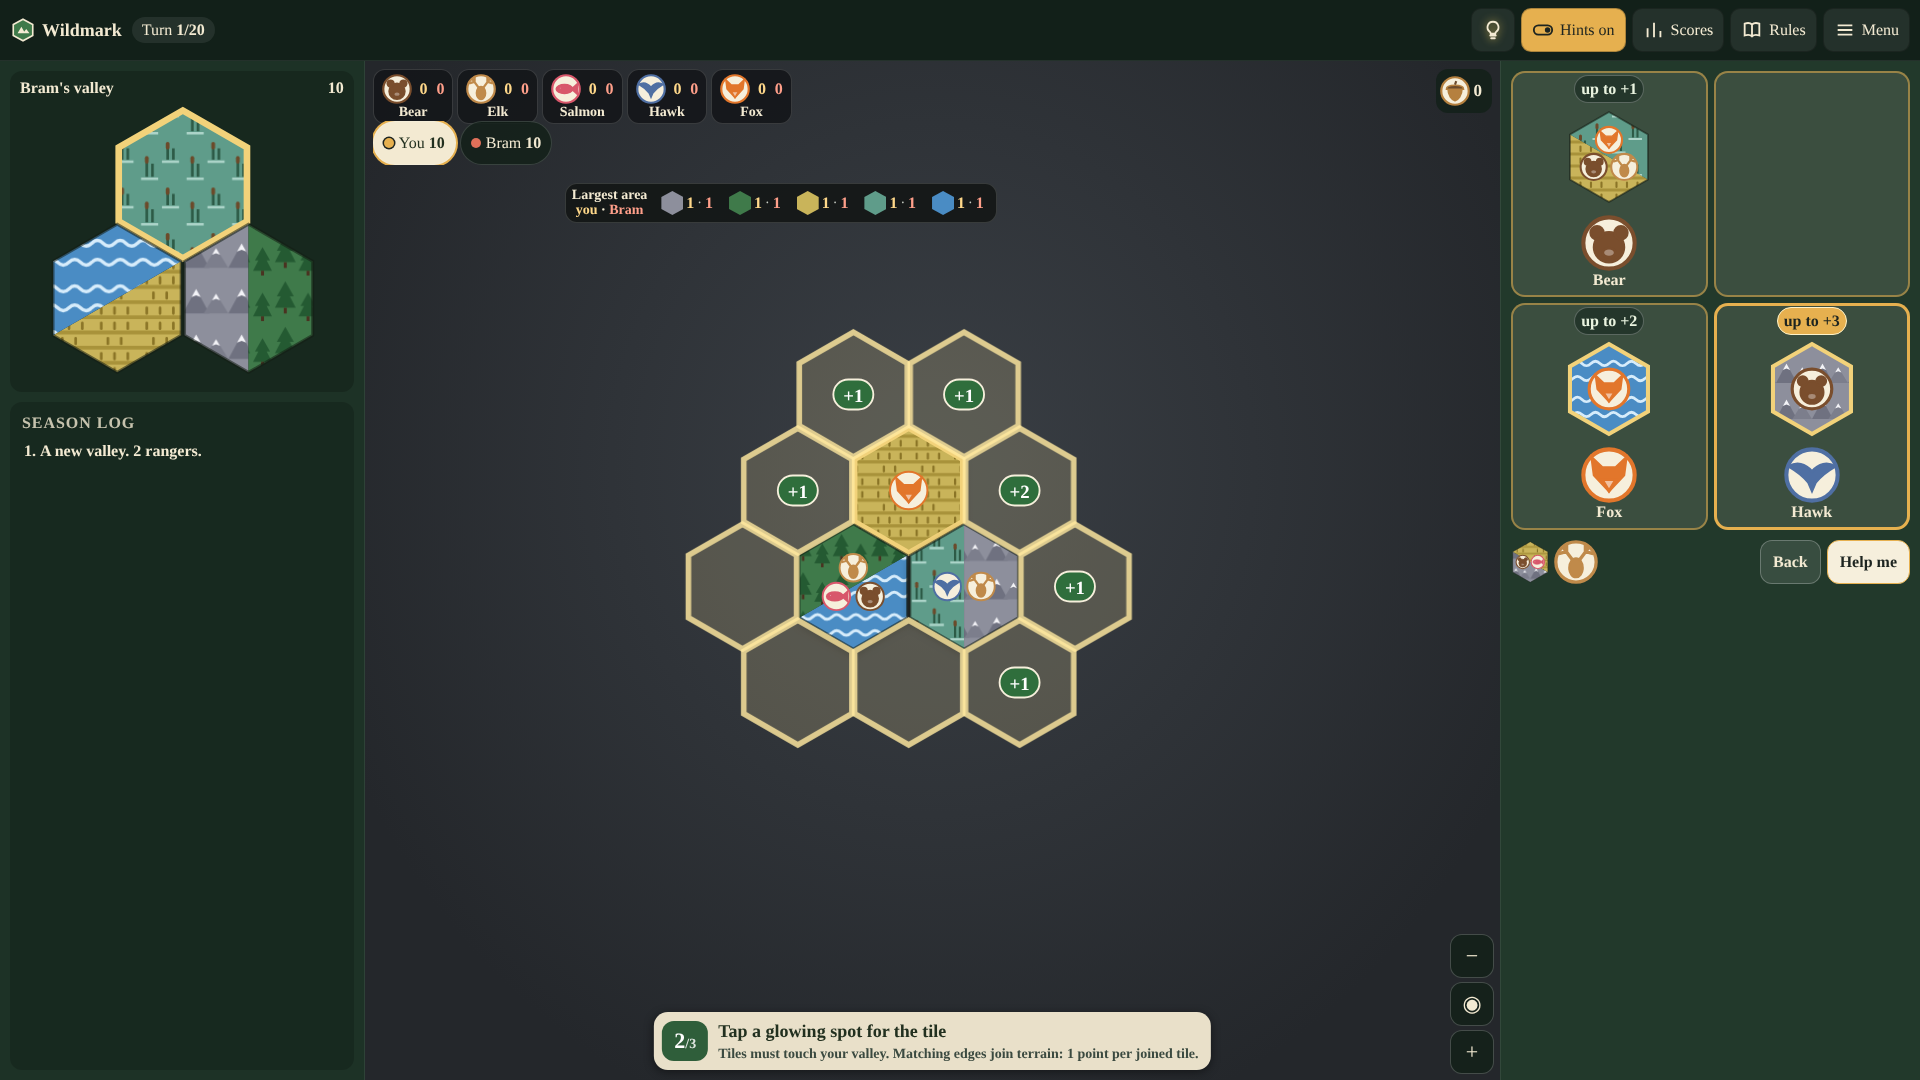 Wildmark
Turn 1/20
Hints on
Scores
Rules
Menu
Bram's valley
10
SEASON LOG
1. A new valley. 2 rangers.
0 0
Bear
0 0
Elk
0 0
Salmon
0 0
Hawk
0 0
Fox
0
You 10
Bram 10
Largest area
you · Bram
1 · 1
1 · 1
1 · 1
1 · 1
1 · 1
+1
+1
+1
+2
+1
+1
up to +1
Bear
up to +2
Fox
up to +3
Hawk
Back
Help me
−
+
2/3
Tap a glowing spot for the tile
Tiles must touch your valley. Matching edges join terrain: 1 point per joined tile.